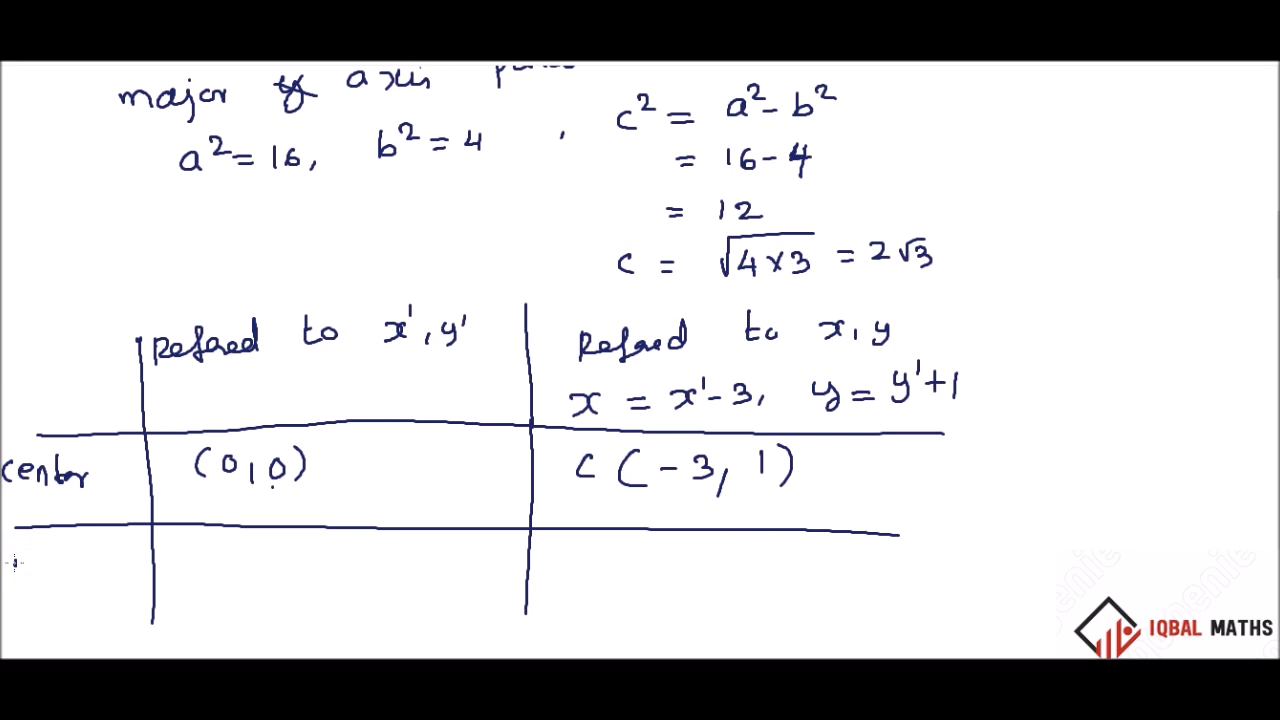 major y axis
a² = 16, b² = 4, c² = a² - b²
= 16 - 4
= 12
c = √4×3 = 2√3
Refered to x', y'
Refered to x, y
x = x' - 3, y = y' + 1
center (0, 0) C (-3, 1)
IQBAL MATHS